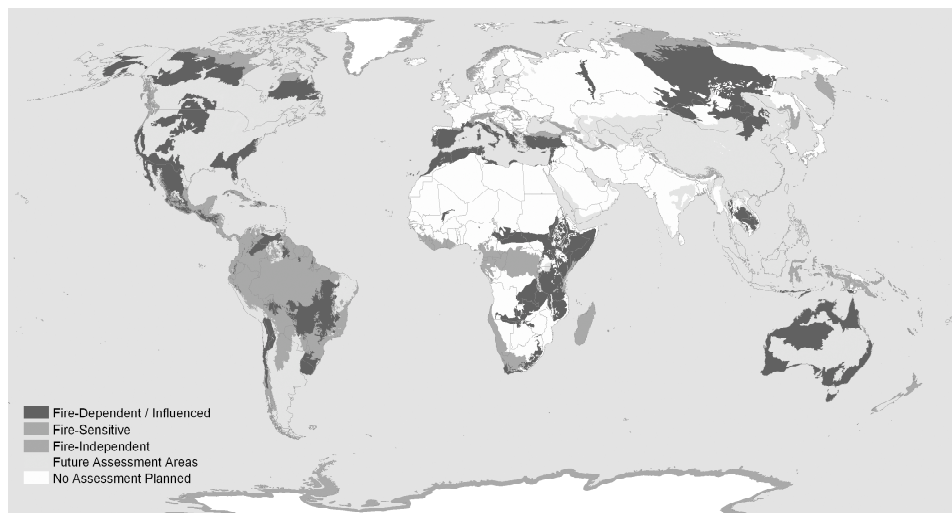 Fire-Dependent / Influenced
Fire-Sensitive
Fire-Independent
Future Assessment Areas
No Assessment Planned